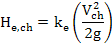 H_{e,ch} = k_e (V_{ch}^2 / 2g)